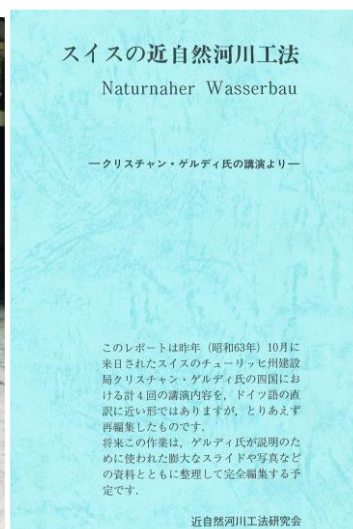 スイスの近自然河川工法
Naturnaher Wasserbau
―クリスチャン・ゲルディ氏の講演より―
このレポートは昨年（昭和63年）10月に
来日されたスイスのチューリッヒ州建設
局クリスチャン・ゲルディ氏の四国にお
ける計4回の講演内容を，ドイツ語の直
訳に近い形ではありますが，とりあえず
再編集したものです．
将来この作業は，ゲルディ氏が説明のた
めに使われた膨大なスライドや写真など
の資料とともに整理して完全編集する予
定です．
近自然河川工法研究会